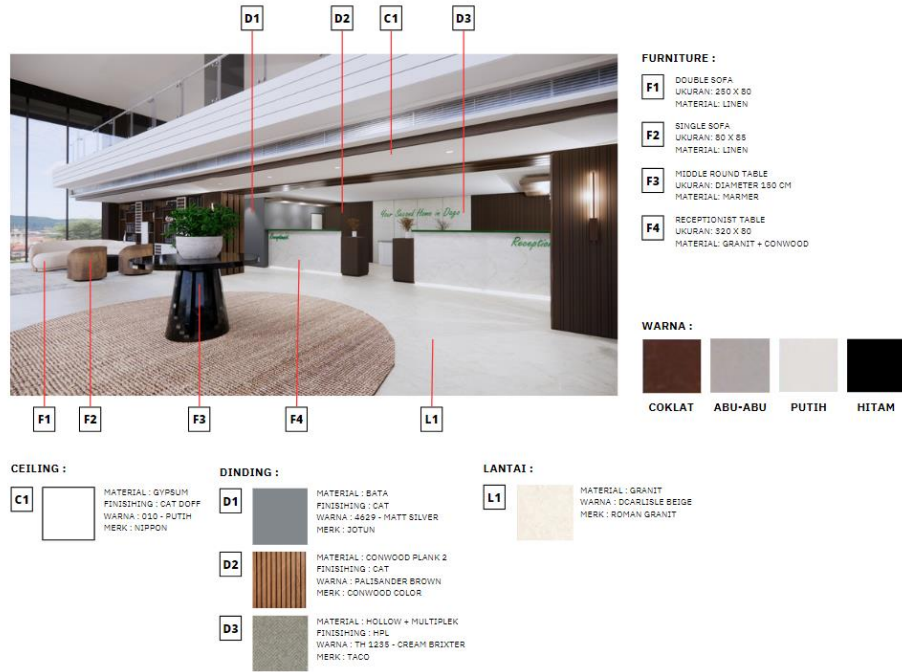 D1
D2
C1
D3
FURNITURE :
F1
DOUBLE SOFA
UKURAN: 250 X 80
MATERIAL: LINEN
F2
SINGLE SOFA
UKURAN: 80 X 85
MATERIAL: LINEN
F3
MIDDLE ROUND TABLE
UKURAN: DIAMETER 150 CM
MATERIAL: MARMER
F4
RECEPTIONIST TABLE
UKURAN: 320 X 80
MATERIAL: GRANIT + CONWOOD
Your Second Home in Dago
Reception
WARNA :
COKLAT
ABU-ABU
PUTIH
HITAM
F1
F2
F3
F4
L1
CEILING :
C1
MATERIAL : GYPSUM
FINISIHING : CAT DOFF
WARNA : 010 - PUTIH
MERK : NIPPON
DINDING :
D1
MATERIAL : BATA
FINISIHING : CAT
WARNA : 4629 - MATT SILVER
MERK : JOTUN
D2
MATERIAL : CONWOOD PLANK 2
FINISIHING : CAT
WARNA : PALISANDER BROWN
MERK : CONWOOD COLOR
D3
MATERIAL : HOLLOW + MULTIPLEK
FINISIHING : HPL
WARNA : TH 1235 - CREAM BRIXTER
MERK : TACO
LANTAI :
L1
MATERIAL : GRANIT
WARNA : DCARLISLE BEIGE
MERK : ROMAN GRANIT